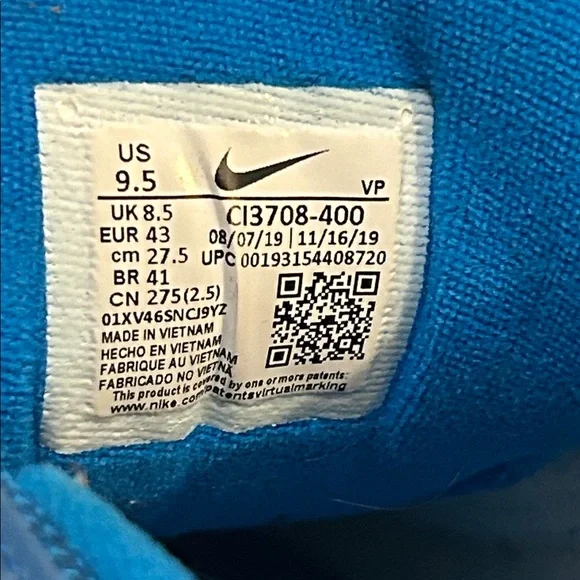 US
9.5
VP
UK 8.5 CI3708-400
EUR 43 08/07/19 | 11/16/19
cm 27.5 UPC 00193154408720
BR 41
CN 275(2.5)
01XV46SNCJ9YZ
MADE IN VIETNAM
HECHO EN VIETNAM
FABRIQUE AU VIETNAM
FABRICADO NO VIETNÃ
This product is covered by one or more patents:
www.nike.com/patentsvirtualmarking